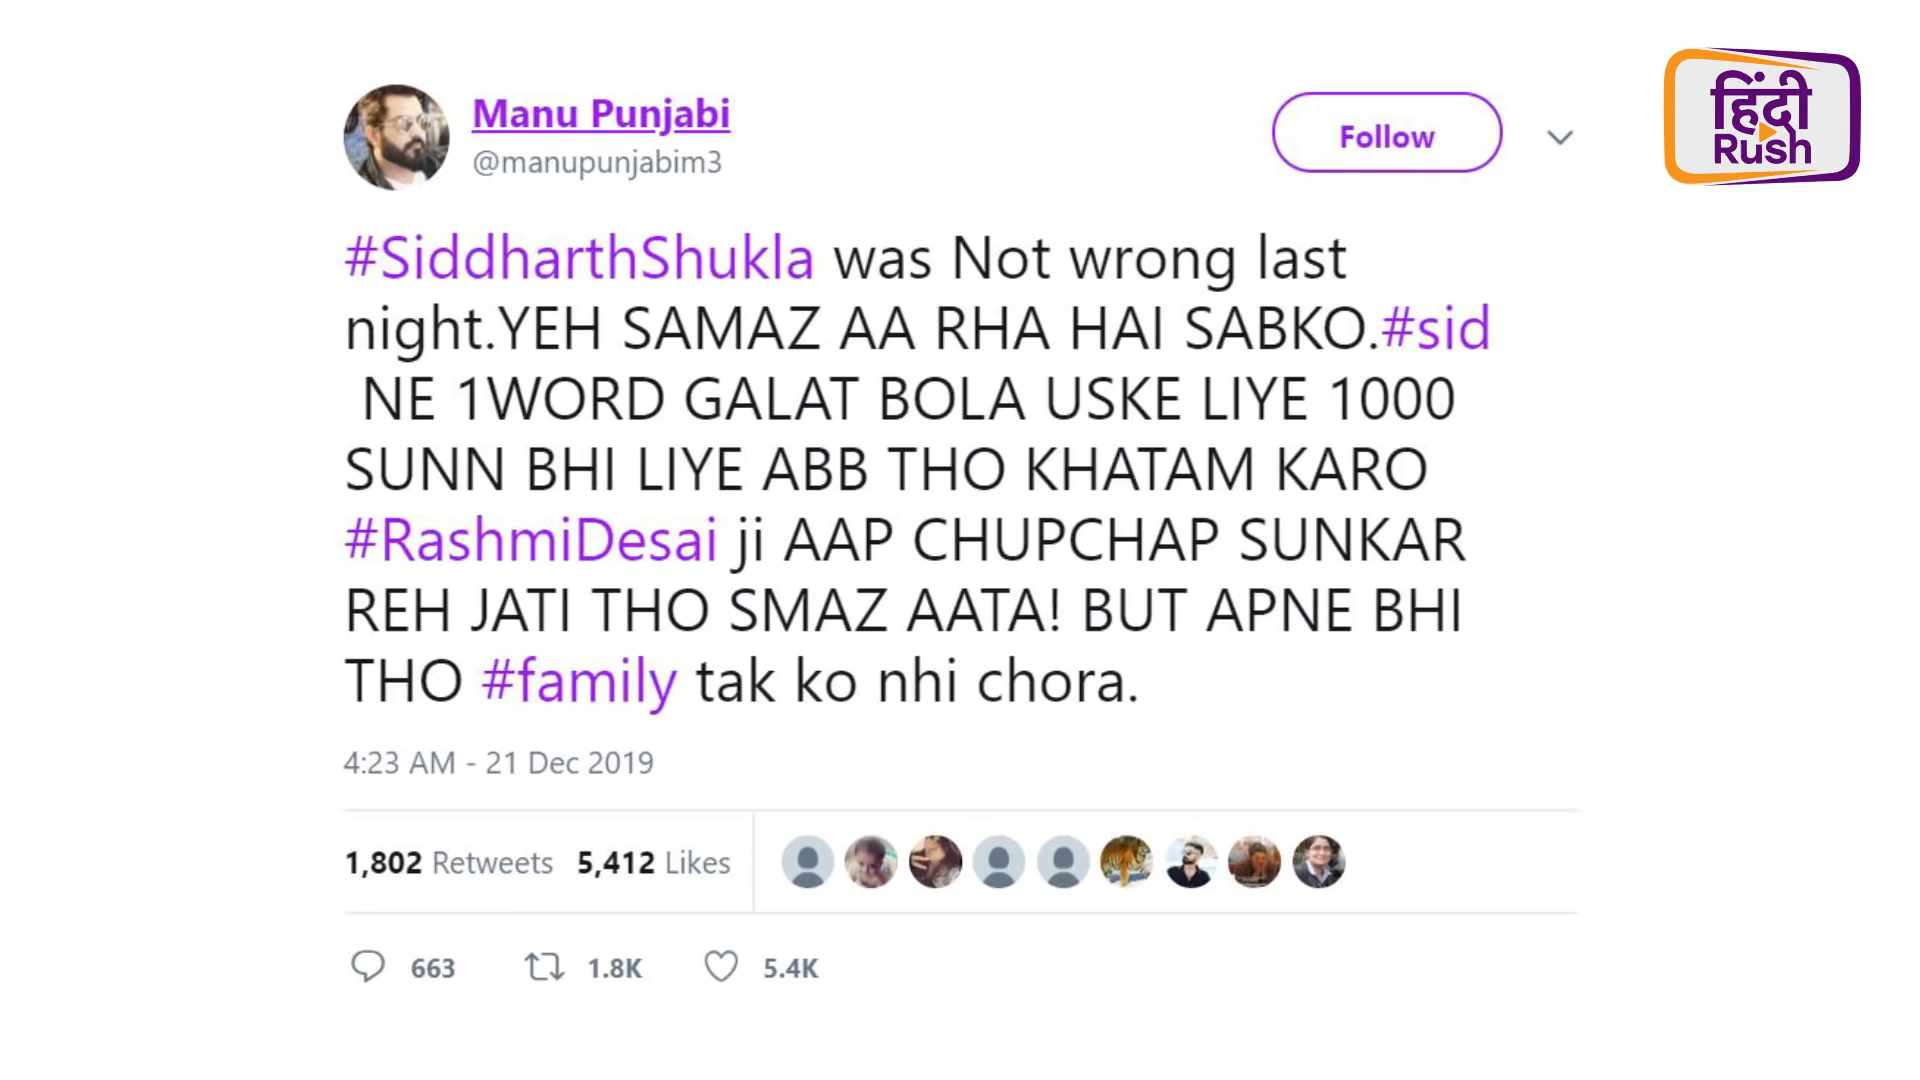 Manu Punjabi
@manupunjabim3
Follow
हिंदी
Rush
#SiddharthShukla was Not wrong last
night.YEH SAMAZ AA RHA HAI SABKO.#sid
NE 1WORD GALAT BOLA USKE LIYE 1000
SUNN BHI LIYE ABB THO KHATAM KARO
#RashmiDesai ji AAP CHUPCHAP SUNKAR
REH JATI THO SMAZ AATA! BUT APNE BHI
THO #family tak ko nhi chora.
4:23 AM - 21 Dec 2019
1,802 Retweets 5,412 Likes
663 1.8K 5.4K